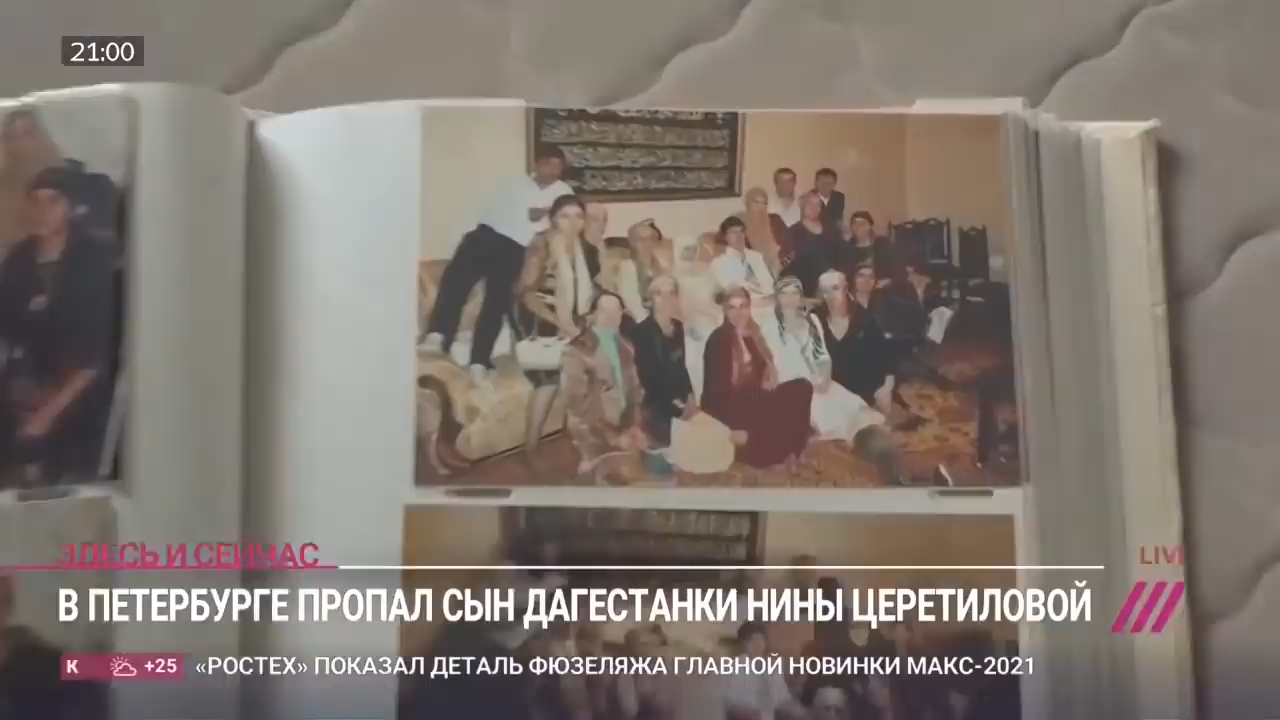 21:00
ЗДЕСЬ И СЕЙЧАС
LIVE
В ПЕТЕРБУРГЕ ПРОПАЛ СЫН ДАГЕСТАНКИ НИНЫ ЦЕРЕТИЛОВОЙ
К +25 «РОСТЕХ» ПОКАЗАЛ ДЕТАЛЬ ФЮЗЕЛЯЖА ГЛАВНОЙ НОВИНКИ МАКС-2021